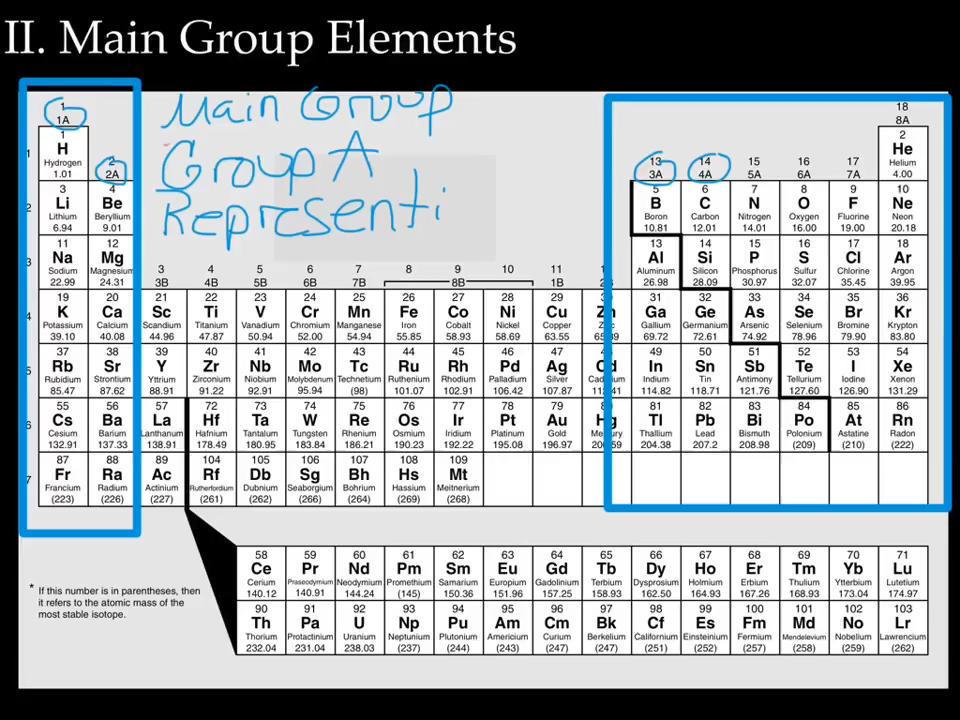 II. Main Group Elements
Main Group
Group A
Representi
1 18
1A 8A
2 13 14 15 16 17
2A 3A 4A 5A 6A 7A
1 2
H He
Hydrogen Helium
1.01 4.00
3 4 5 6 7 8 9 10
Li Be B C N O F Ne
Lithium Beryllium Boron Carbon Nitrogen Oxygen Fluorine Neon
6.94 9.01 10.81 12.01 14.01 16.00 19.00 20.18
11 12 13 14 15 16 17 18
Na Mg Al Si P S Cl Ar
Sodium Magnesium Aluminum Silicon Phosphorus Sulfur Chlorine Argon
22.99 24.31 26.98 28.09 30.97 32.07 35.45 39.95
3 4 5 6 7 8 9 10 11
3B 4B 5B 6B 7B 8B 1B
19 20 21 22 23 24 25 26 27 28 29 31 32 33 34 35 36
K Ca Sc Ti V Cr Mn Fe Co Ni Cu Zn Ga Ge As Se Br Kr
Potassium Calcium Scandium Titanium Vanadium Chromium Manganese Iron Cobalt Nickel Copper Gallium Germanium Arsenic Selenium Bromine Krypton
39.10 40.08 44.96 47.87 50.94 52.00 54.94 55.85 58.93 58.69 63.55 69.72 72.61 74.92 78.96 79.90 83.80
37 38 39 40 41 42 43 44 45 46 47 49 50 51 52 53 54
Rb Sr Y Zr Nb Mo Tc Ru Rh Pd Ag Cd In Sn Sb Te I Xe
Rubidium Strontium Yttrium Zirconium Niobium Molybdenum Technetium Ruthenium Rhodium Palladium Silver Indium Tin Antimony Tellurium Iodine Xenon
85.47 87.62 88.91 91.22 92.91 95.94 (98) 101.07 102.90 106.42 107.87 114.82 118.71 121.76 127.60 126.90 131.29
55 56 57 72 73 74 75 76 77 78 79 81 82 83 84 85 86
Cs Ba La Hf Ta W Re Os Ir Pt Au Hg Tl Pb Bi Po At Rn
Cesium Barium Lanthanum Hafnium Tantalum Tungsten Rhenium Osmium Iridium Platinum Gold Mercury Thallium Lead Bismuth Polonium Astatine Radon
132.91 137.33 138.91 178.49 180.95 183.84 186.21 190.23 192.22 195.08 196.97 204.38 207.2 208.98 (209) (210) (222)
87 88 89 104 105 106 107 108 109
Fr Ra Ac Rf Db Sg Bh Hs Mt
Francium Radium Actinium Rutherfordium Dubnium Seaborgium Bohrium Hassium Meitnerium
(223) (226) (227) (261) (262) (266) (264) (269) (268)
58 59 60 61 62 63 64 65 66 67 68 69 70 71
Ce Pr Nd Pm Sm Eu Gd Tb Dy Ho Er Tm Yb Lu
Cerium Praseodymium Neodymium Promethium Samarium Europium Gadolinium Terbium Dysprosium Holmium Erbium Thulium Ytterbium Lutetium
140.12 140.91 144.24 (145) 150.36 151.96 157.25 158.93 162.50 164.93 167.26 168.93 173.04 174.97
90 91 92 93 94 95 96 97 98 99 100 101 102 103
Th Pa U Np Pu Am Cm Bk Cf Es Fm Md No Lr
Thorium Protactinium Uranium Neptunium Plutonium Americium Curium Berkelium Californium Einsteinium Fermium Mendelevium Nobelium Lawrencium
232.04 231.04 238.03 (237) (244) (243) (247) (247) (251) (252) (257) (258) (259) (262)
* If this number is in parentheses, then
it refers to the atomic mass of the
most stable isotope.